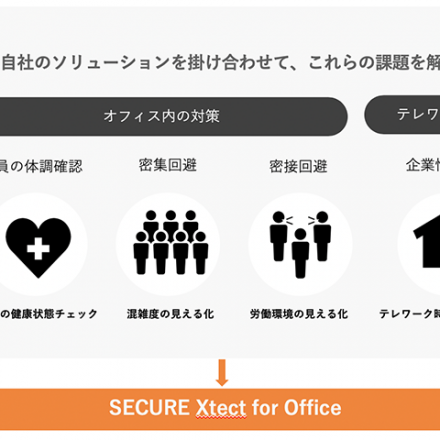 自社のソリューションを掛け合わせて、これらの課題を解
オフィス内の対策
テレワ
員の体調確認
密集回避
密接回避
企業
の健康状態チェック
混雑度の見える化
労働環境の見える化
テレワーク時
SECURE Xtect for Office